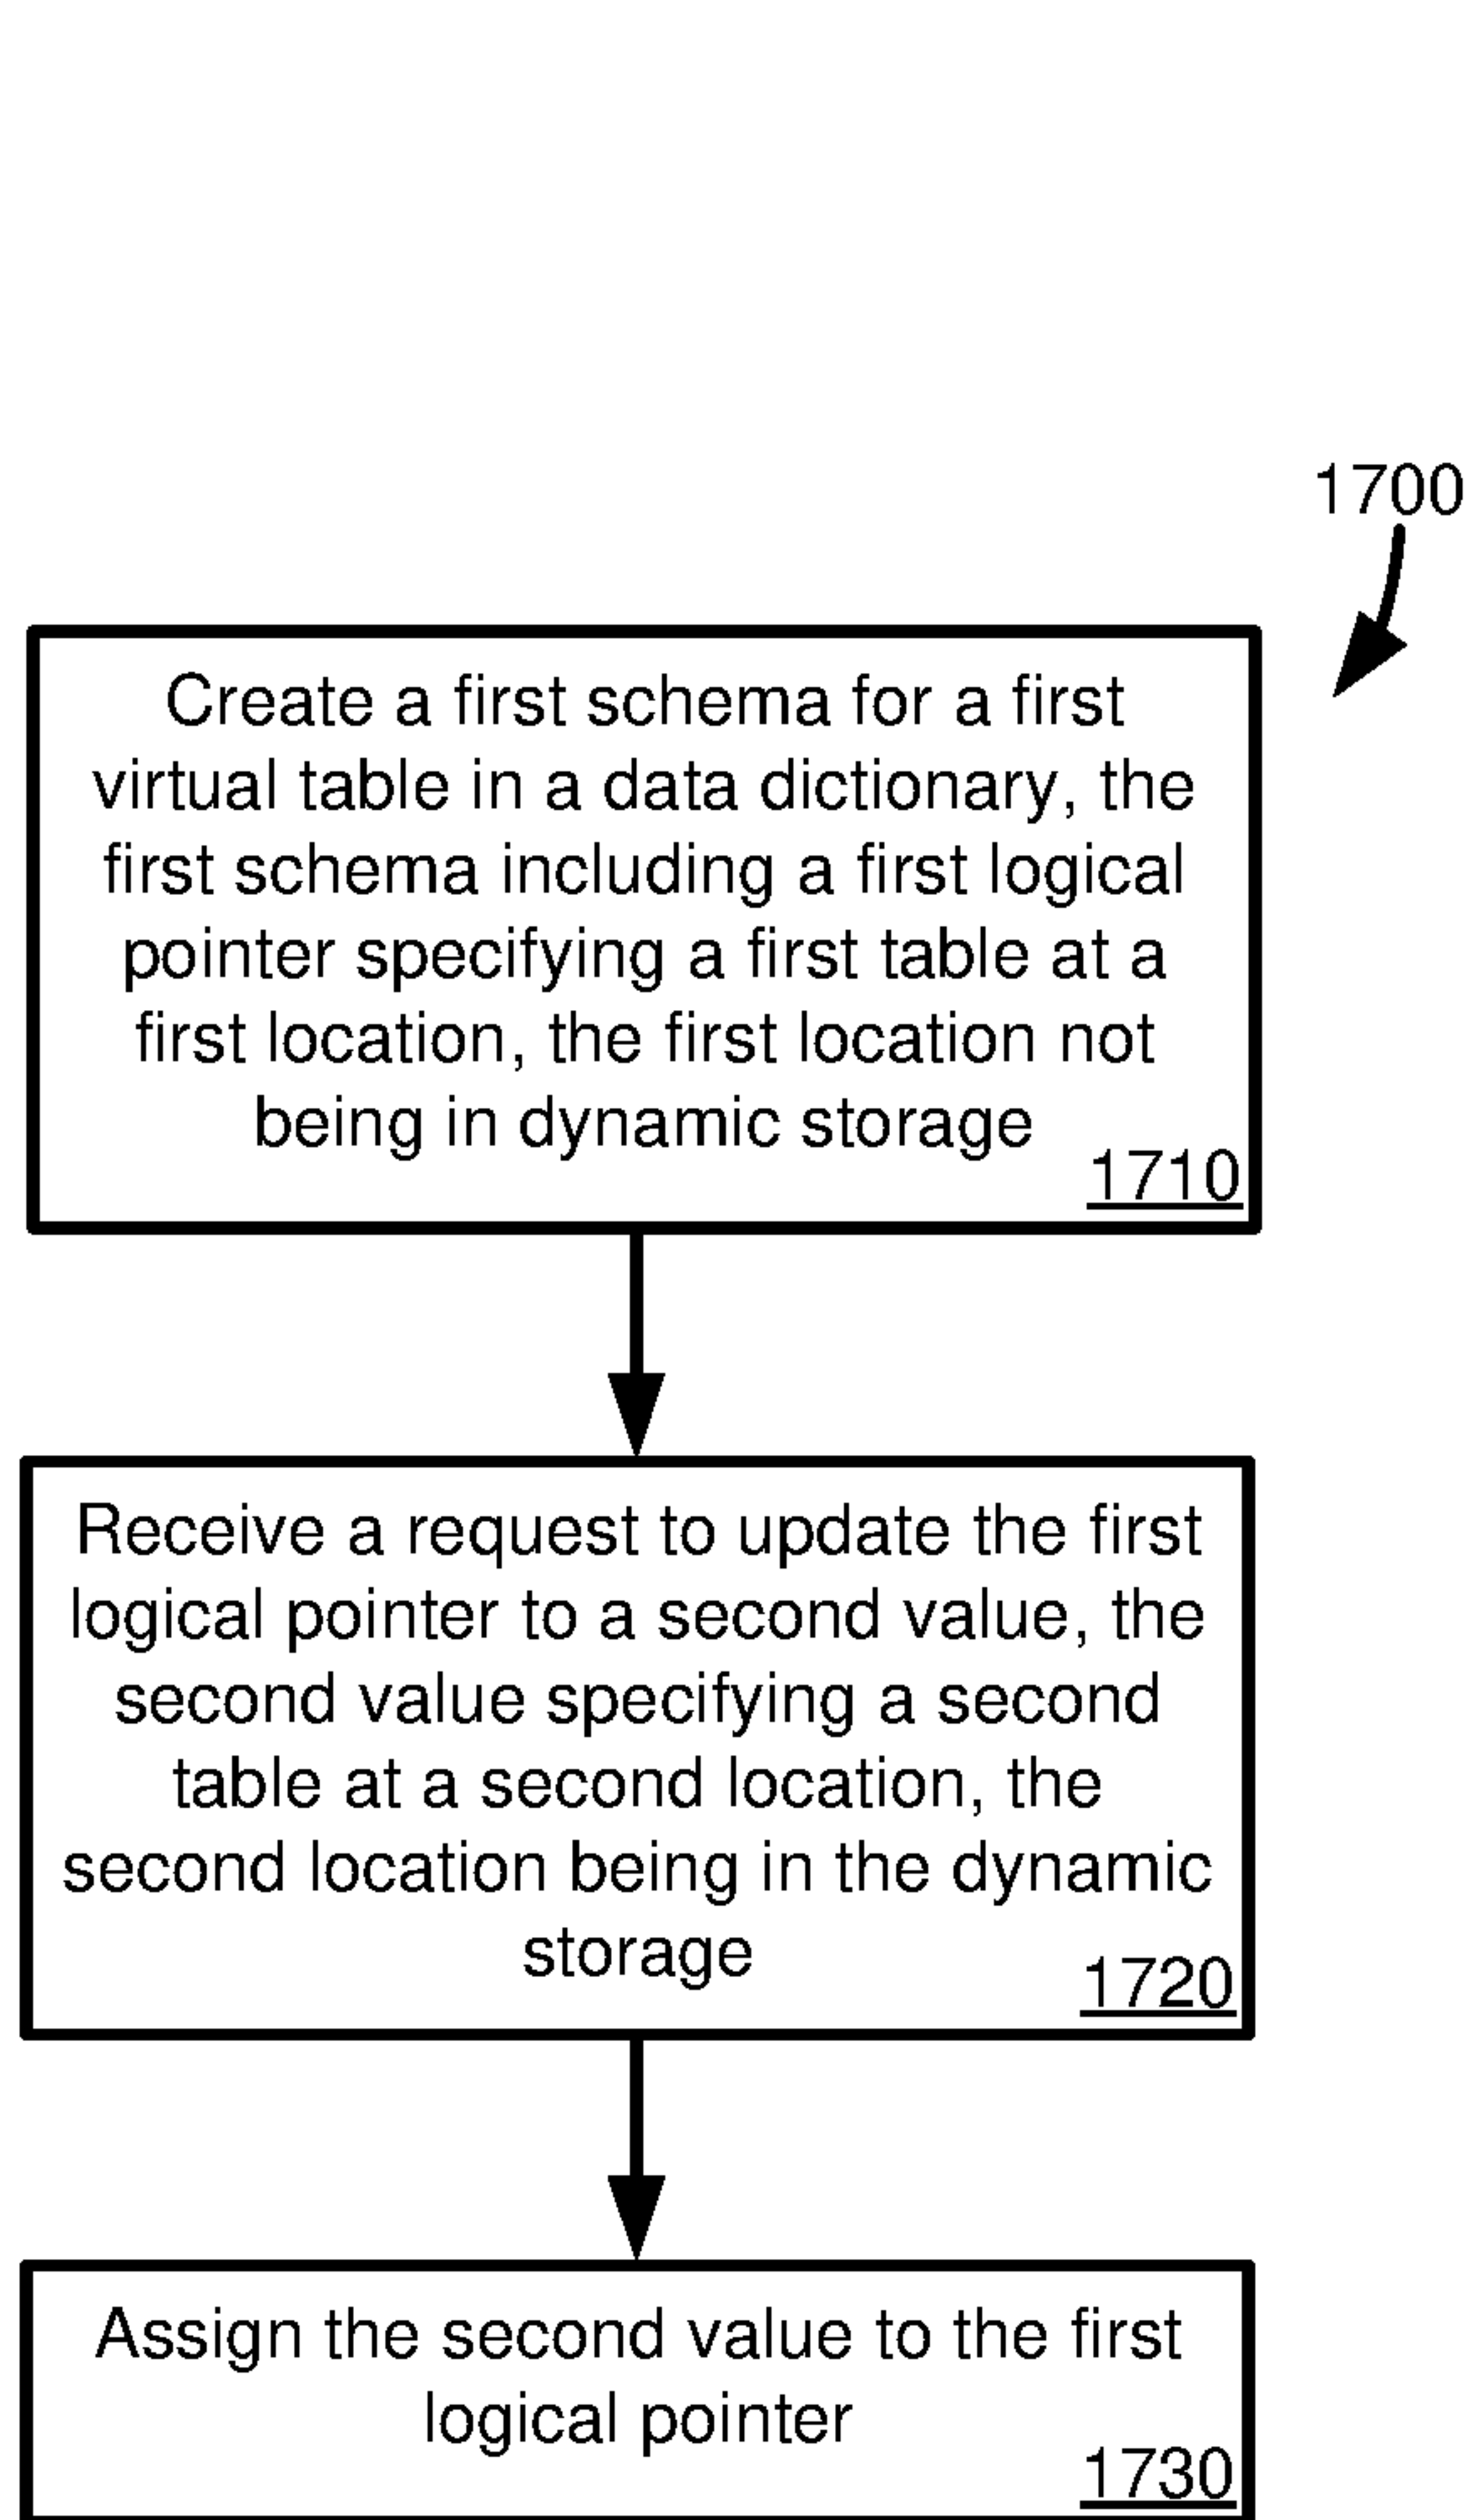 1700
Create a first schema for a first
virtual table in a data dictionary, the
first schema including a first logical
pointer specifying a first table at a
first location, the first location not
being in dynamic storage
1710
Receive a request to update the first
logical pointer to a second value, the
second value specifying a second
table at a second location, the
second location being in the dynamic
storage
1720
Assign the second value to the first
logical pointer
1730